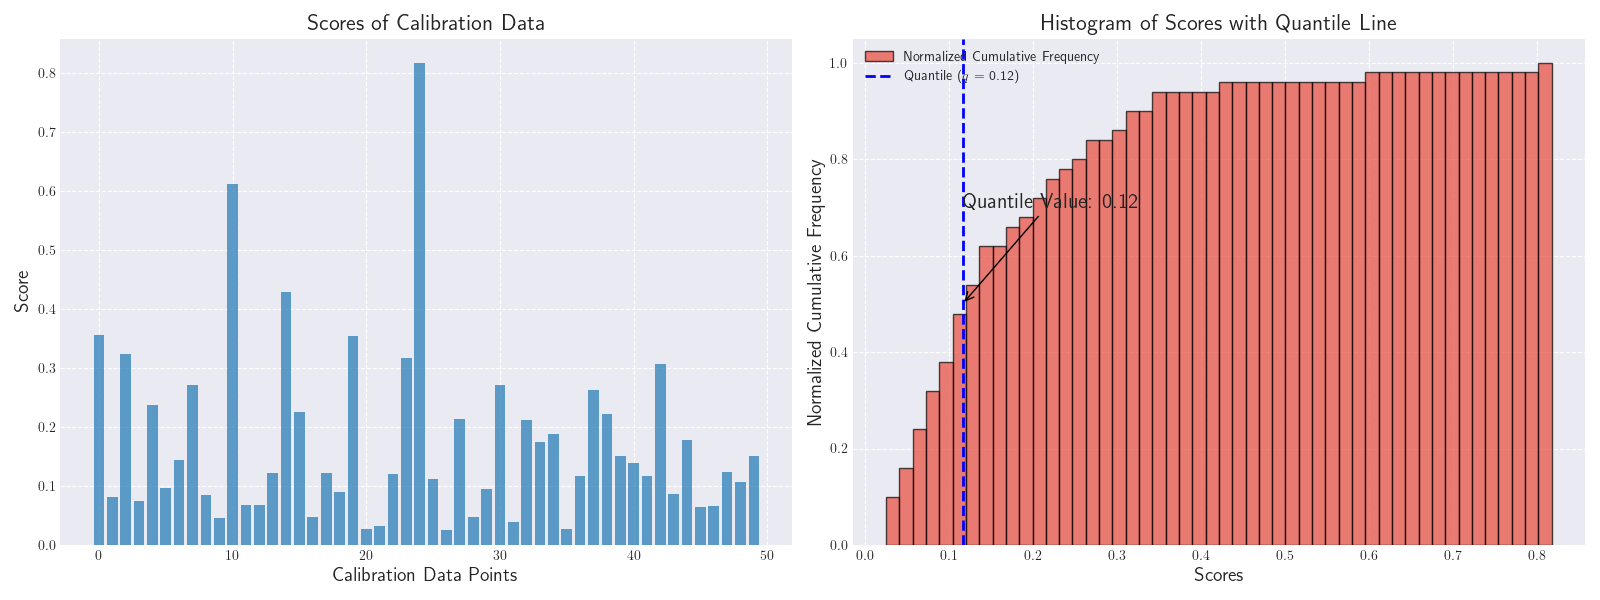 Scores of Calibration Data
Score
0.8
0.7
0.6
0.5
0.4
0.3
0.2
0.1
0.0
0 10 20 30 40 50
Calibration Data Points
Histogram of Scores with Quantile Line
Normalized Cumulative Frequency
Quantile (q = 0.12)
Quantile Value: 0.12
Normalized Cumulative Frequency
1.0
0.8
0.6
0.4
0.2
0.0
0.0 0.1 0.2 0.3 0.4 0.5 0.6 0.7 0.8
Scores